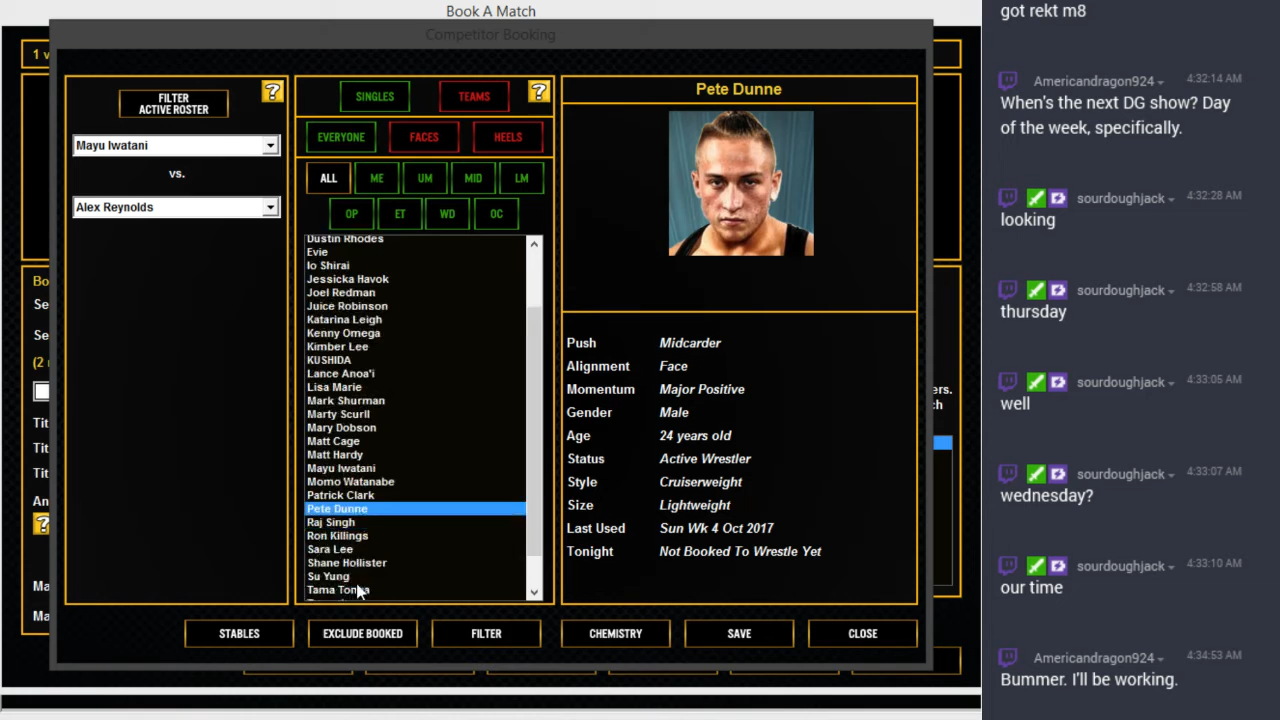 Book A Match
Competitor Booking
1 v
FILTER
ACTIVE ROSTER
?
Mayu Iwatani
vs.
Alex Reynolds
SINGLES
TEAMS
?
EVERYONE
FACES
HEELS
ALL
ME
UM
MID
LM
OP
ET
WD
OC
Dustin Rhodes
Evie
Io Shirai
Jessicka Havok
Joel Redman
Juice Robinson
Katarina Leigh
Kenny Omega
Kimber Lee
KUSHIDA
Lance Anoa'i
Lisa Marie
Mark Shurman
Marty Scurll
Mary Dobson
Matt Cage
Matt Hardy
Mayu Iwatani
Momo Watanabe
Patrick Clark
Pete Dunne
Raj Singh
Ron Killings
Sara Lee
Shane Hollister
Su Yung
Tama Tonga
Pete Dunne
Push Midcarder
Alignment Face
Momentum Major Positive
Gender Male
Age 24 years old
Status Active Wrestler
Style Cruiserweight
Size Lightweight
Last Used Sun Wk 4 Oct 2017
Tonight Not Booked To Wrestle Yet
STABLES
EXCLUDE BOOKED
FILTER
CHEMISTRY
SAVE
CLOSE
Bo
Se
Se
(2
Tit
Tit
Tit
An
?
Ma
Ma
ers.
ch
got rekt m8
Americandragon924 4:32:14 AM
When's the next DG show? Day
of the week, specifically.
sourdoughjack 4:32:28 AM
looking
sourdoughjack 4:32:58 AM
thursday
sourdoughjack 4:33:05 AM
well
sourdoughjack 4:33:07 AM
wednesday?
sourdoughjack 4:33:10 AM
our time
Americandragon924 4:34:53 AM
Bummer. I'll be working.